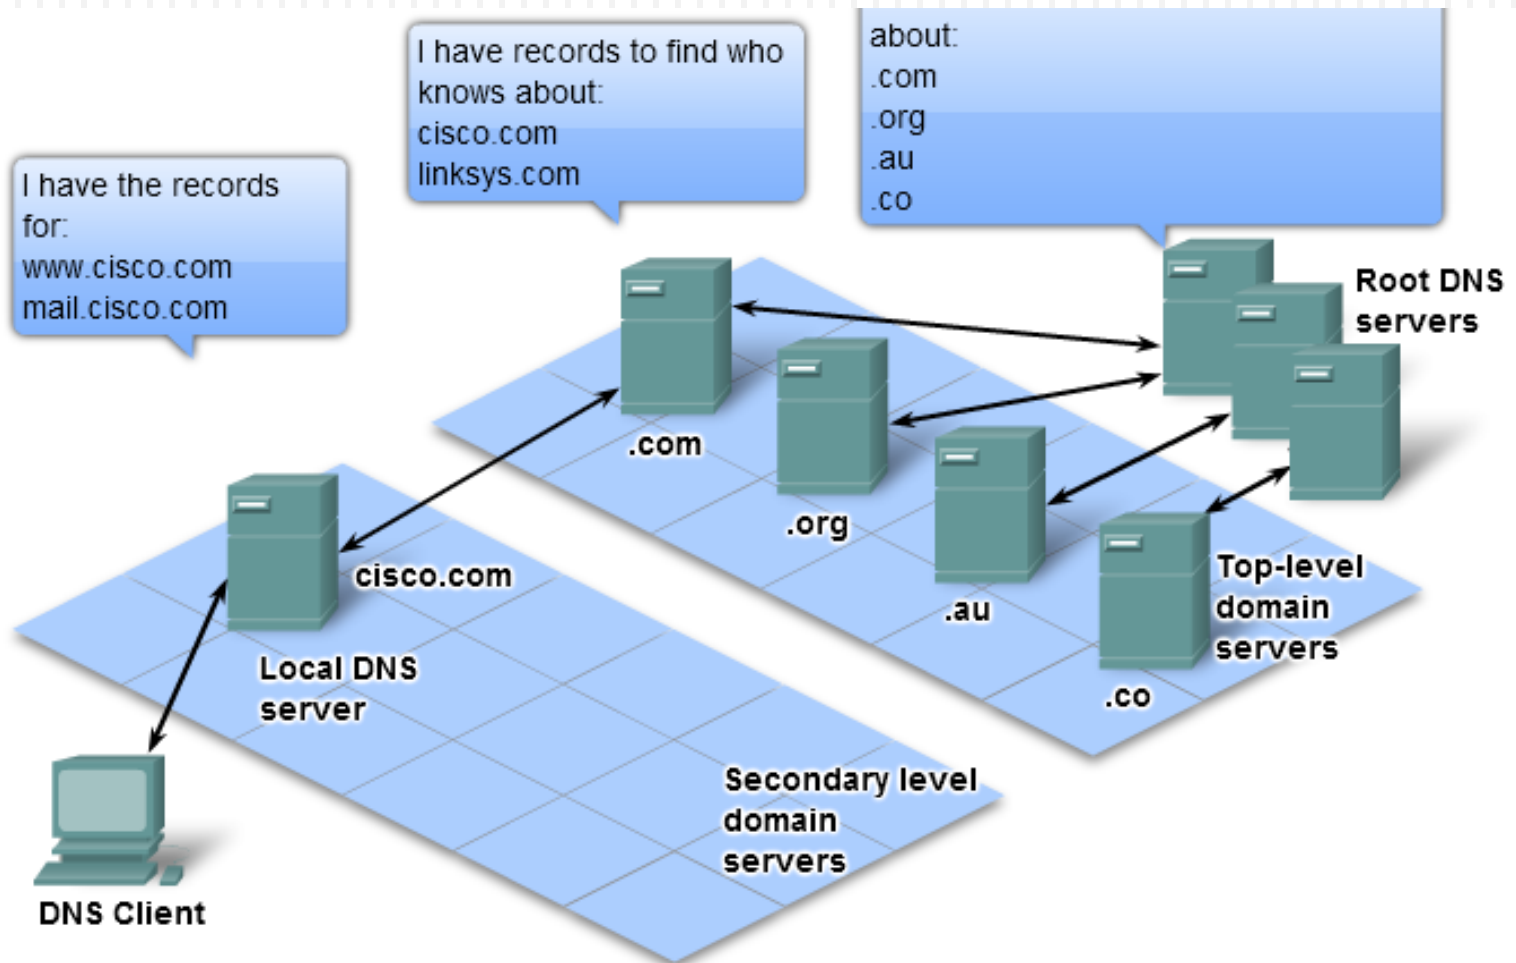 I have the records
for:
www.cisco.com
mail.cisco.com
I have records to find who
knows about:
cisco.com
linksys.com
about:
.com
.org
.au
.co
Root DNS
servers
.com
.org
.au
.co
Top-level
domain
servers
cisco.com
Local DNS
server
Secondary level
domain
servers
DNS Client